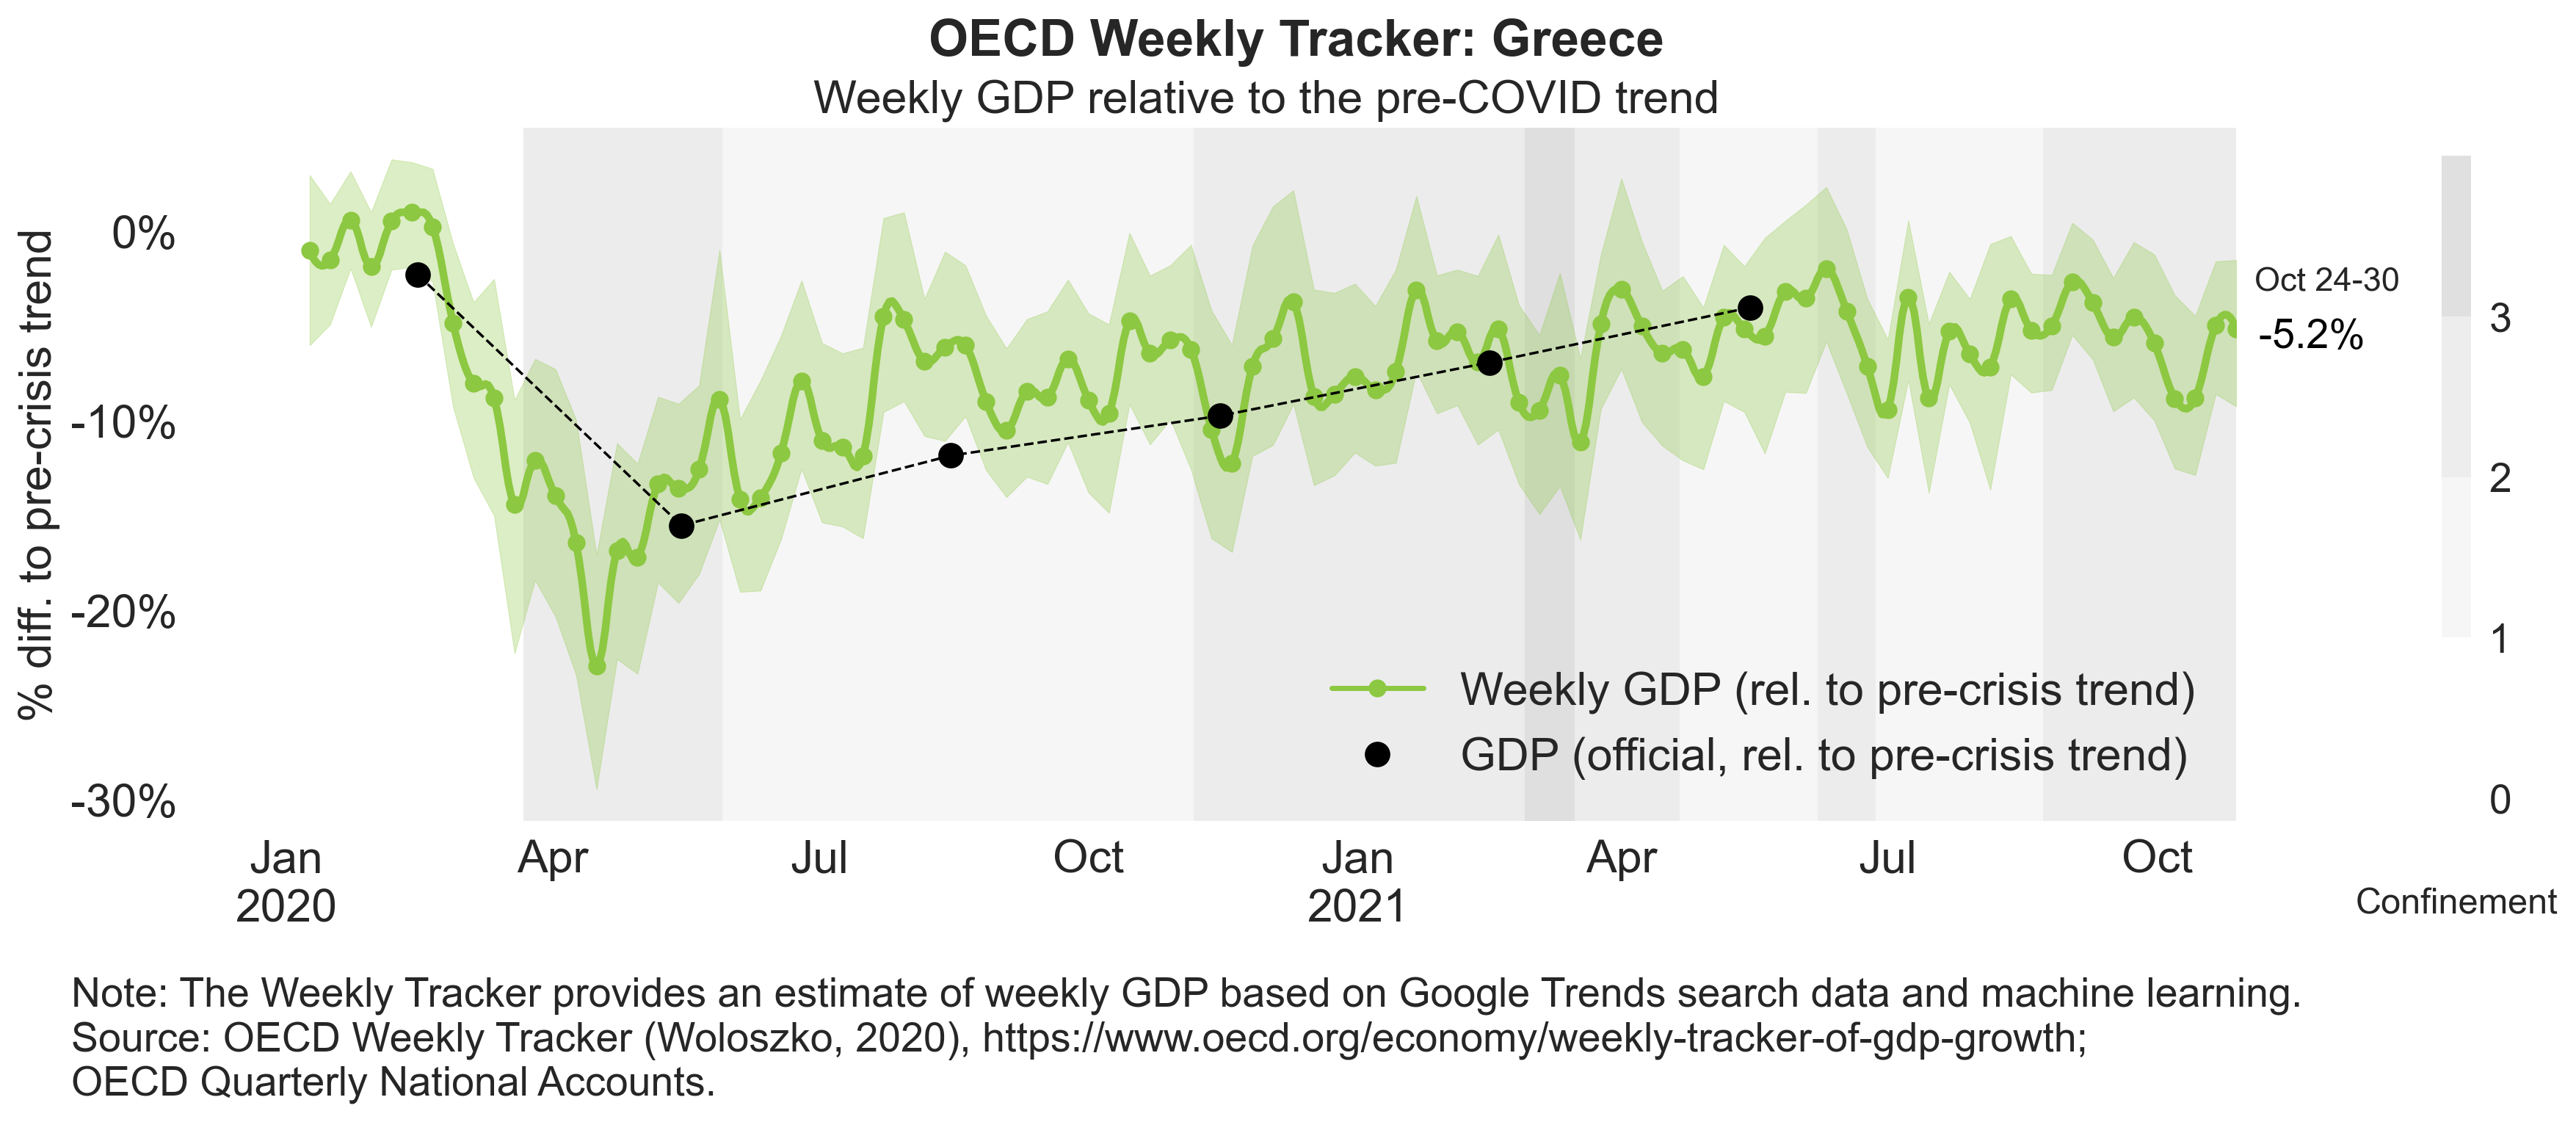 OECD Weekly Tracker: Greece
Weekly GDP relative to the pre-COVID trend
% diff. to pre-crisis trend
0%
-10%
-20%
-30%
Oct 24-30
-5.2%
3
2
1
0
Confinement
Weekly GDP (rel. to pre-crisis trend)
GDP (official, rel. to pre-crisis trend)
Jan Apr Jul Oct Jan Apr Jul Oct
2020 2021
Note: The Weekly Tracker provides an estimate of weekly GDP based on Google Trends search data and machine learning.
Source: OECD Weekly Tracker (Woloszko, 2020), https://www.oecd.org/economy/weekly-tracker-of-gdp-growth;
OECD Quarterly National Accounts.